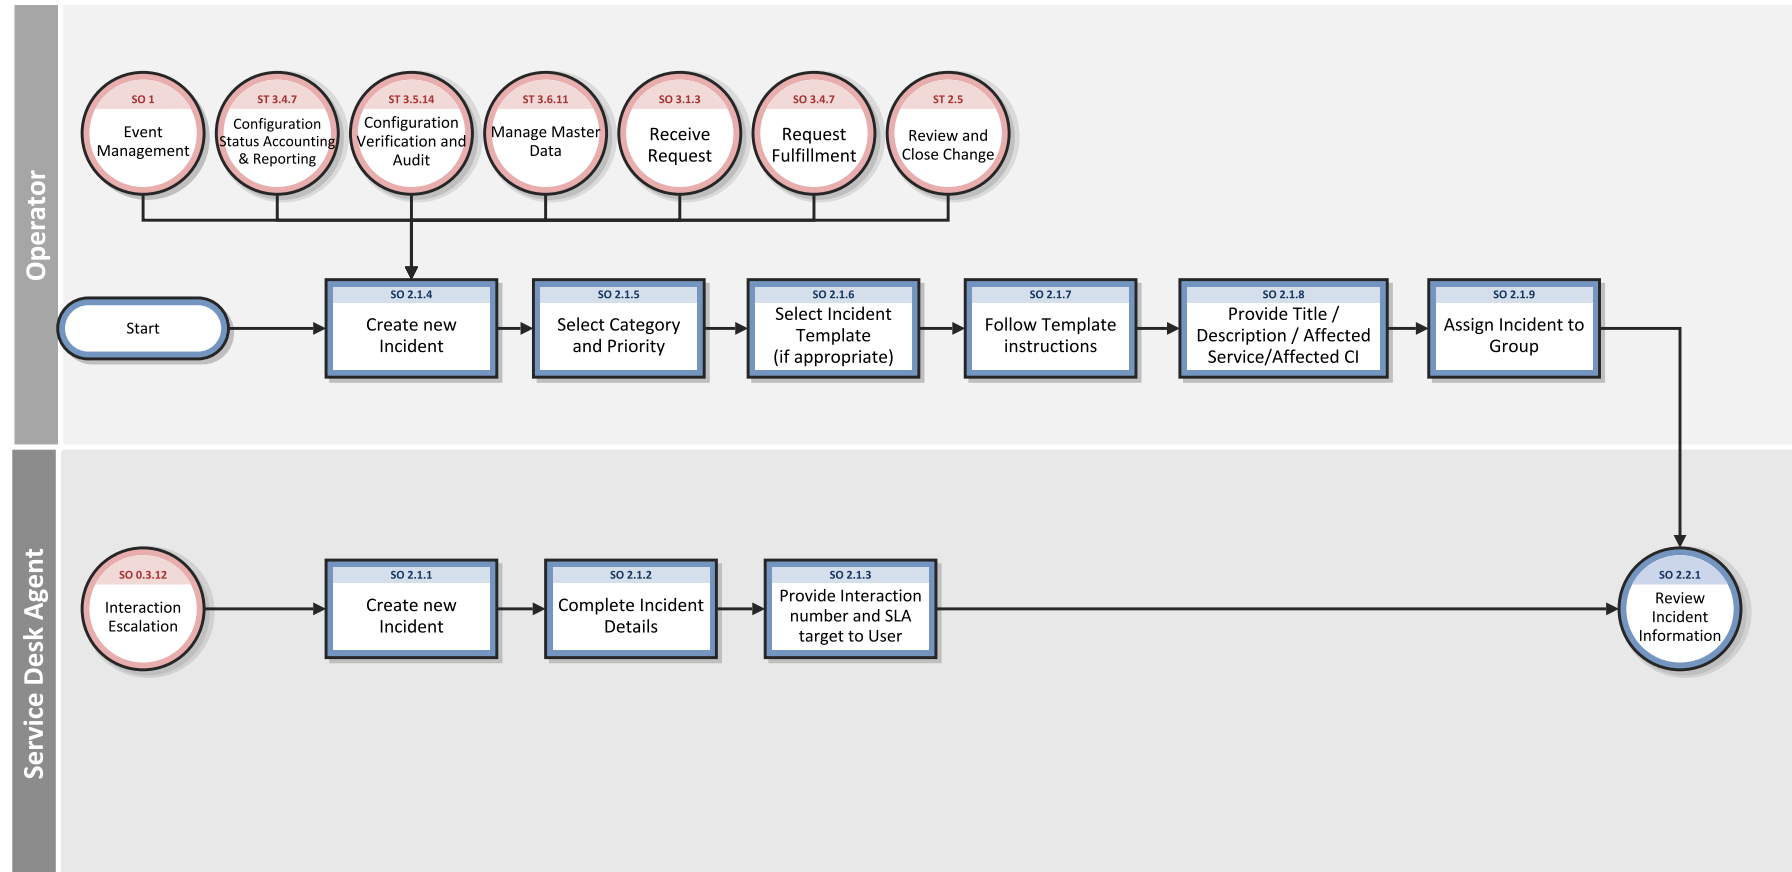 Operator
SO 1
Event
Management
ST 3.4.7
Configuration
Status Accounting
& Reporting
ST 3.5.14
Configuration
Verification and
Audit
ST 3.6.11
Manage Master
Data
SO 3.1.3
Receive
Request
SO 3.4.7
Request
Fulfillment
ST 2.5
Review and
Close Change
Start
SO 2.1.4
Create new
Incident
SO 2.1.5
Select Category
and Priority
SO 2.1.6
Select Incident
Template
(if appropriate)
SO 2.1.7
Follow Template
instructions
SO 2.1.8
Provide Title /
Description / Affected
Service/Affected CI
SO 2.1.9
Assign Incident to
Group
Service Desk Agent
SO 0.3.12
Interaction
Escalation
SO 2.1.1
Create new
Incident
SO 2.1.2
Complete Incident
Details
SO 2.1.3
Provide Interaction
number and SLA
target to User
SO 2.2.1
Review
Incident
Information